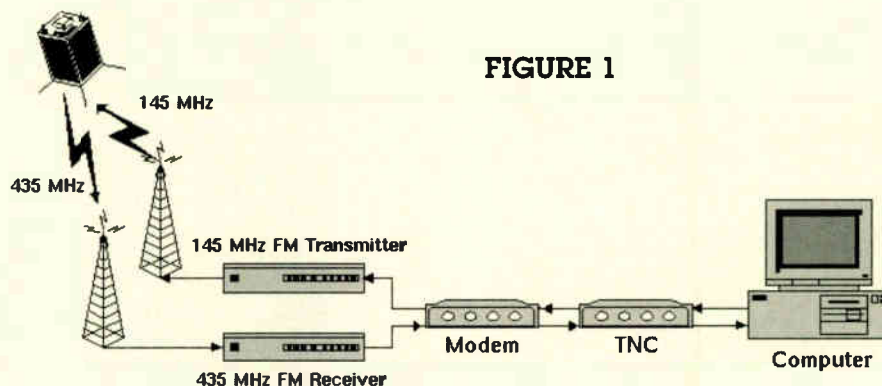 FIGURE 1
145 MHz
435 MHz
145 MHz FM Transmitter
Modem
TNC
Computer
435 MHz FM Receiver